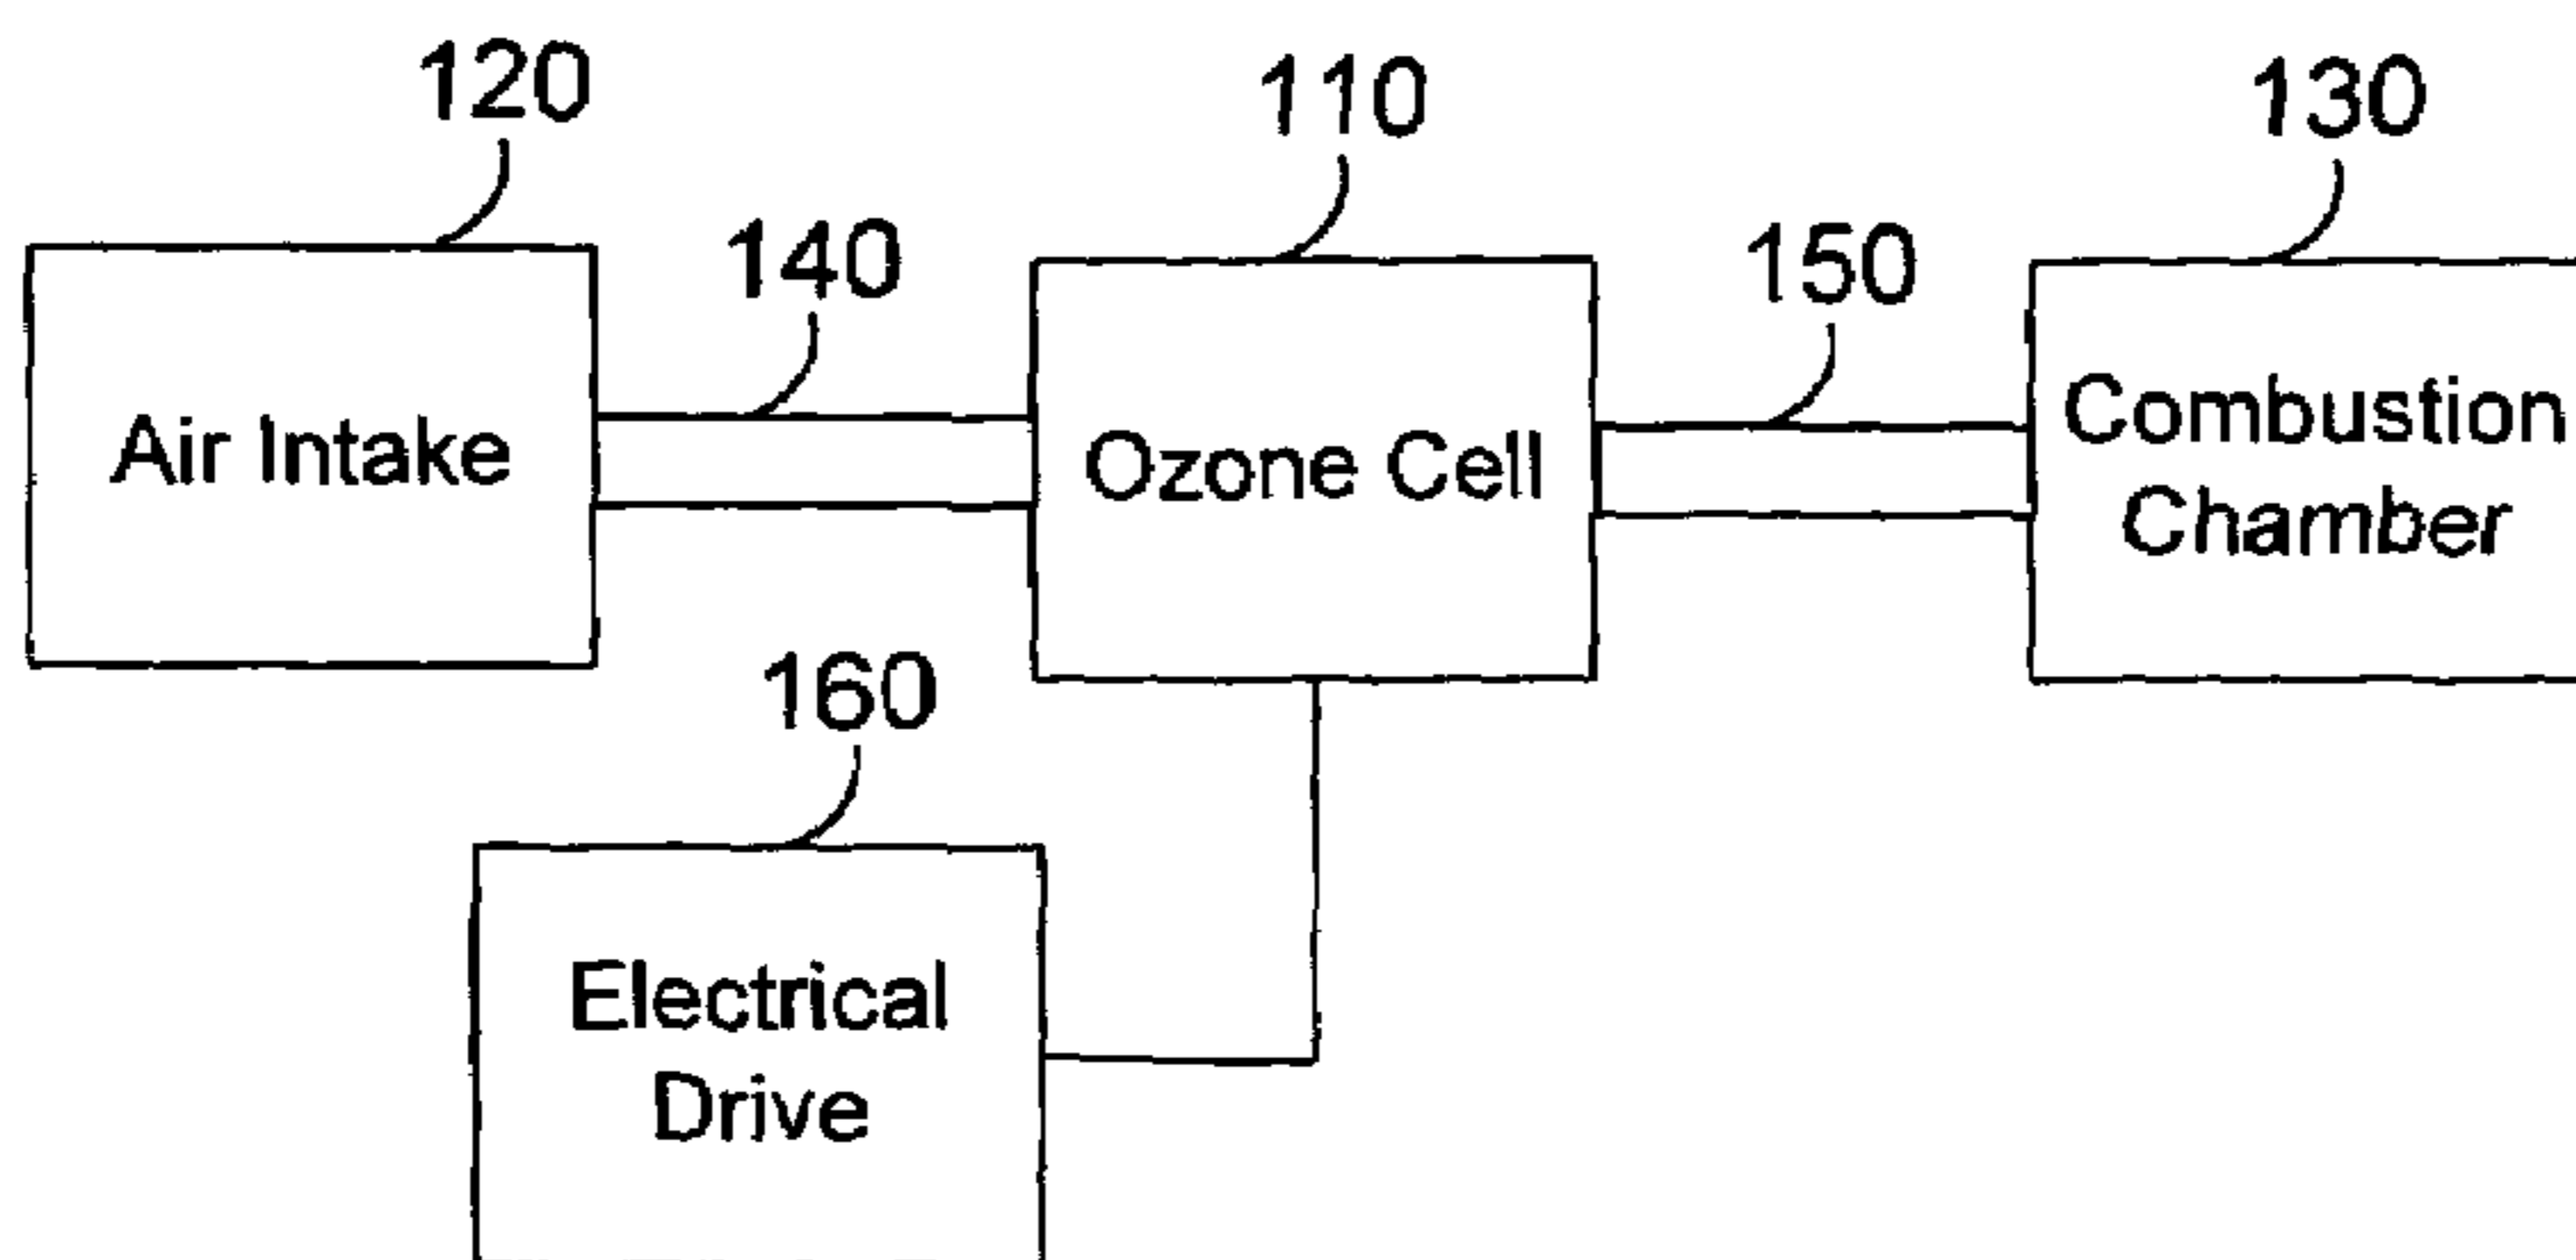 120
110
130
140
150
Air Intake
Ozone Cell
Combustion
Chamber
160
Electrical
Drive